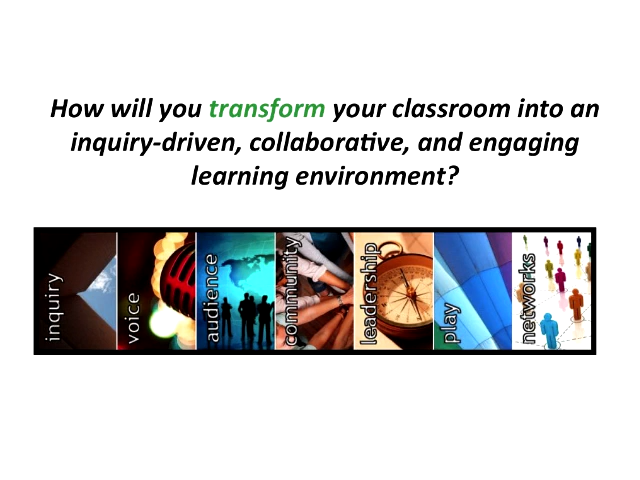 How will you transform your classroom into an
inquiry-driven, collaborative, and engaging
learning environment?
inquiry
voice
audience
community
leadership
play
networks